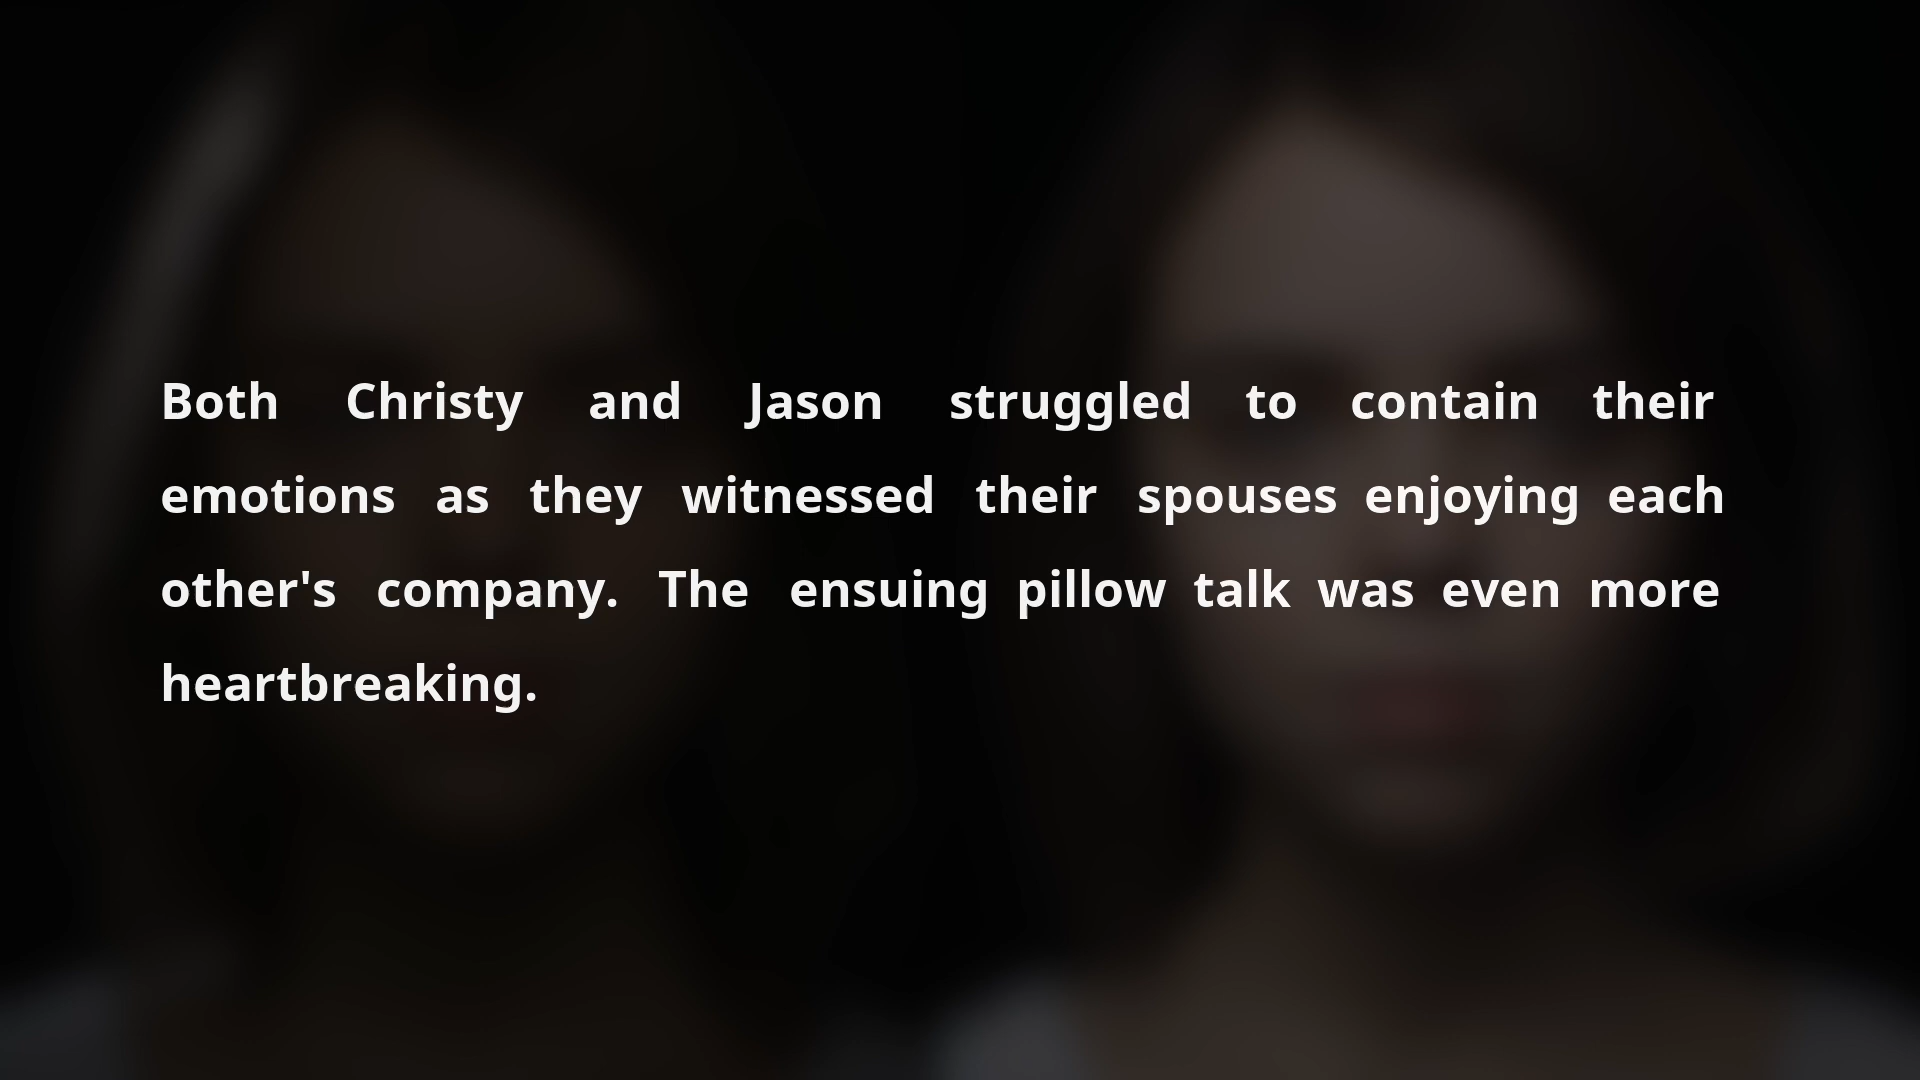 Both Christy and Jason struggled to contain their
emotions as they witnessed their spouses enjoying each
other's company. The ensuing pillow talk was even more
heartbreaking.